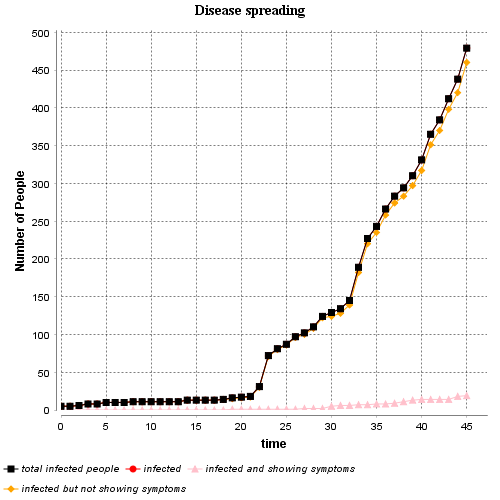 Disease spreading
500
450
400
350
300
250
200
150
100
50
0
Number of People
0 5 10 15 20 25 30 35 40 45
time
total infected people infected infected and showing symptoms
infected but not showing symptoms